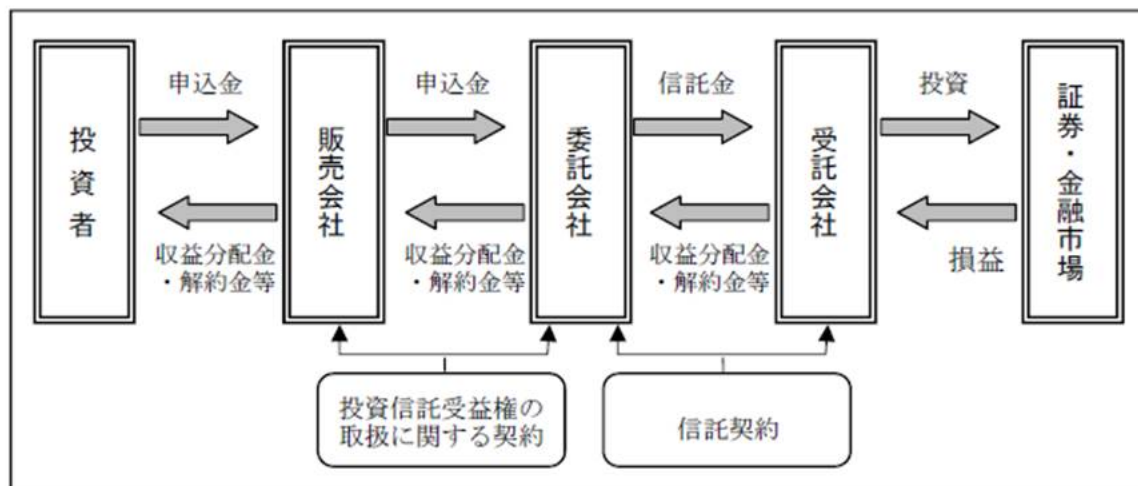 投資者
申込金
収益分配金
・解約金等
販売会社
申込金
収益分配金
・解約金等
委託会社
信託金
収益分配金
・解約金等
受託会社
投資
損益
証券・金融市場
投資信託受益権の
取扱に関する契約
信託契約